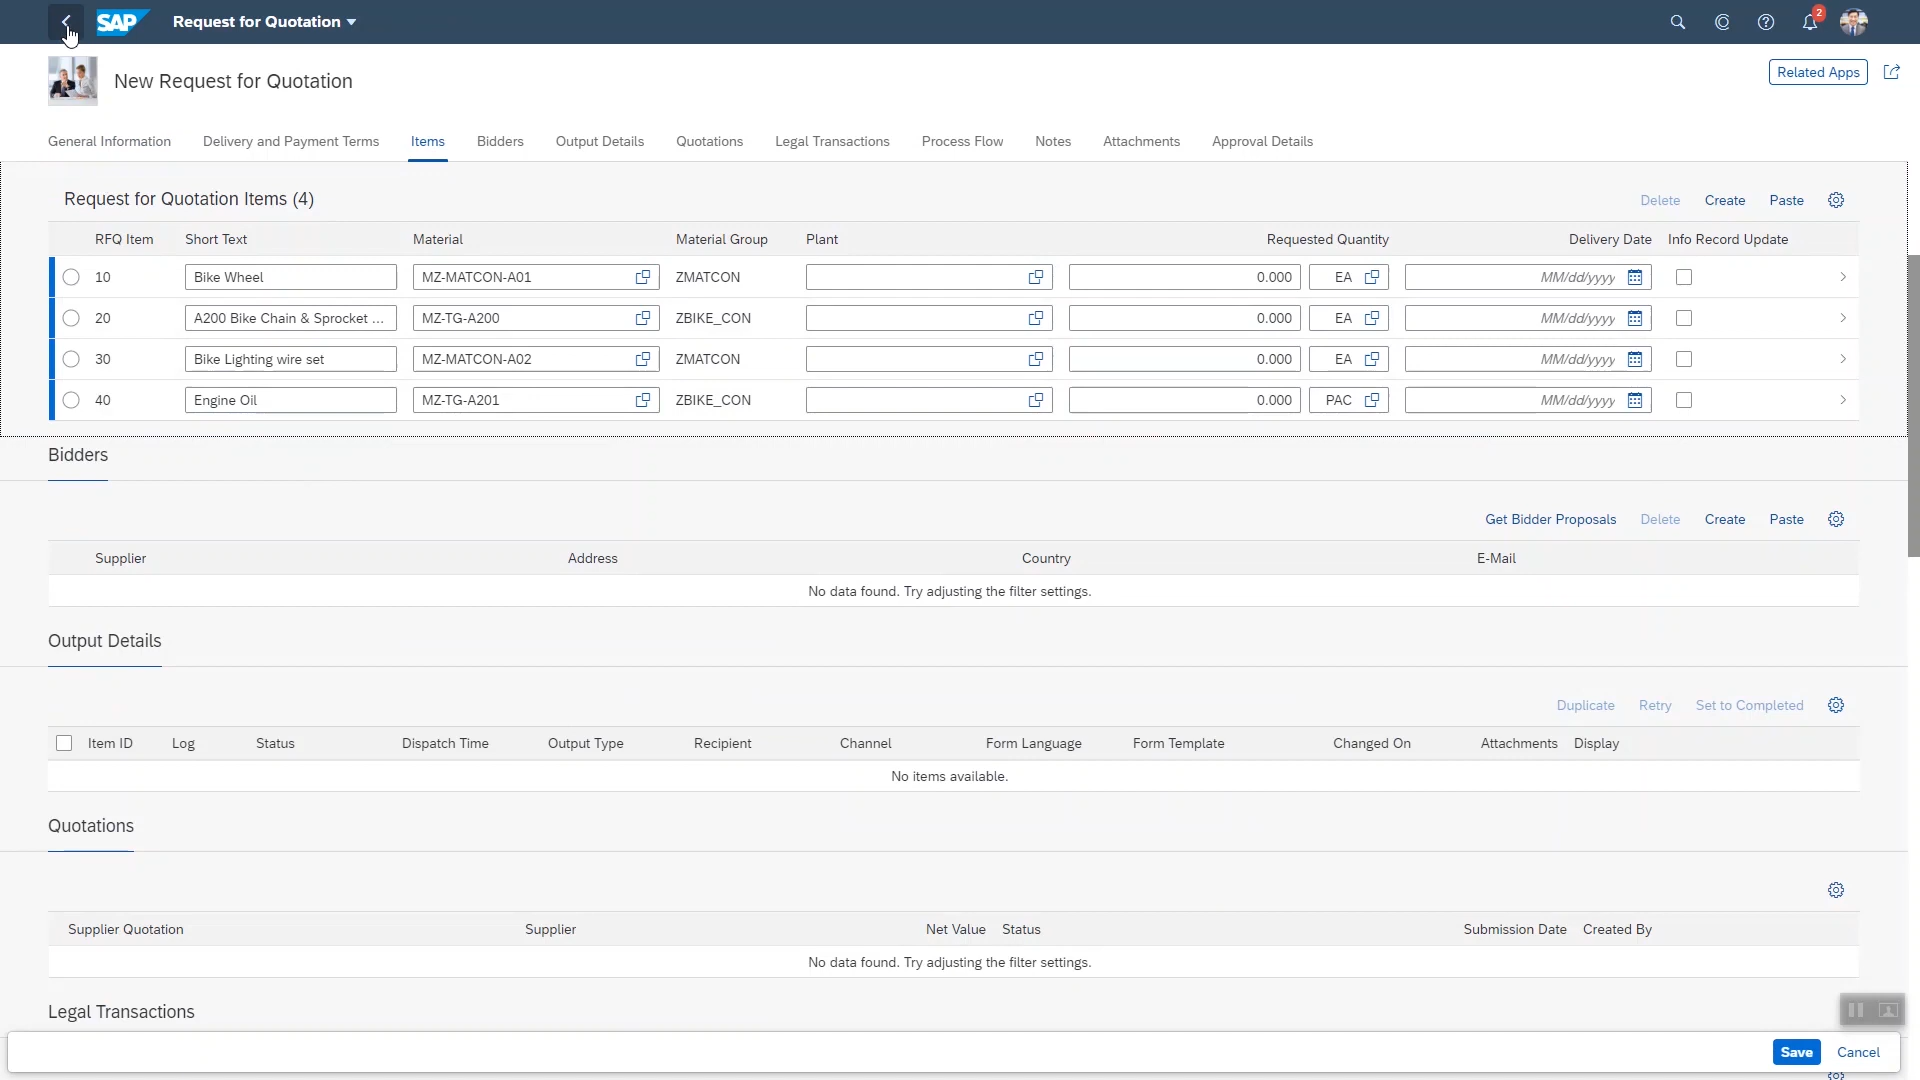 SAP Request for Quotation 2
New Request for Quotation
Related Apps
General Information Delivery and Payment Terms Items Bidders Output Details Quotations Legal Transactions Process Flow Notes Attachments Approval Details
Request for Quotation Items (4)
Delete Create Paste
RFQ Item Short Text Material Material Group Plant Requested Quantity Delivery Date Info Record Update
10 Bike Wheel MZ-MATCON-A01 ZMATCON 0.000 EA MM/dd/yyyy
20 A200 Bike Chain & Sprocket ... MZ-TG-A200 ZBIKE_CON 0.000 EA MM/dd/yyyy
30 Bike Lighting wire set MZ-MATCON-A02 ZMATCON 0.000 EA MM/dd/yyyy
40 Engine Oil MZ-TG-A201 ZBIKE_CON 0.000 PAC MM/dd/yyyy
Bidders
Get Bidder Proposals Delete Create Paste
Supplier Address Country E-Mail
No data found. Try adjusting the filter settings.
Output Details
Duplicate Retry Set to Completed
Item ID Log Status Dispatch Time Output Type Recipient Channel Form Language Form Template Changed On Attachments Display
No items available.
Quotations
Supplier Quotation Supplier Net Value Status Submission Date Created By
No data found. Try adjusting the filter settings.
Legal Transactions
Save Cancel